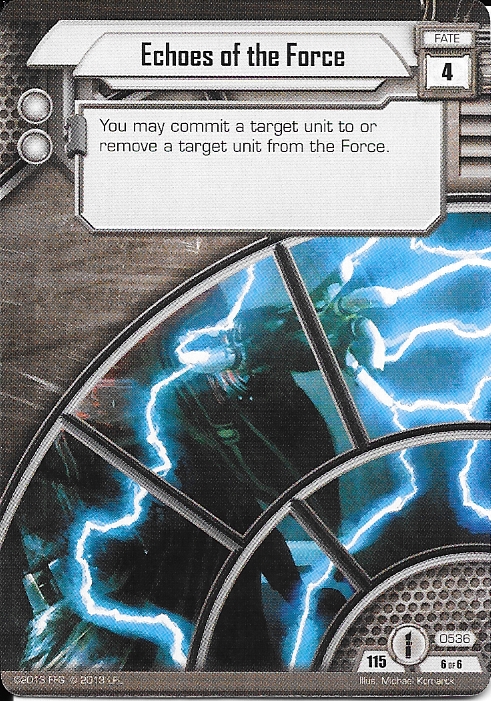 FATE
Echoes of the Force
4
You may commit a target unit to or
remove a target unit from the Force.
0536
115
6 OF 6
©2013 FFG © 2013 LFL
Illus. Michael Komarck